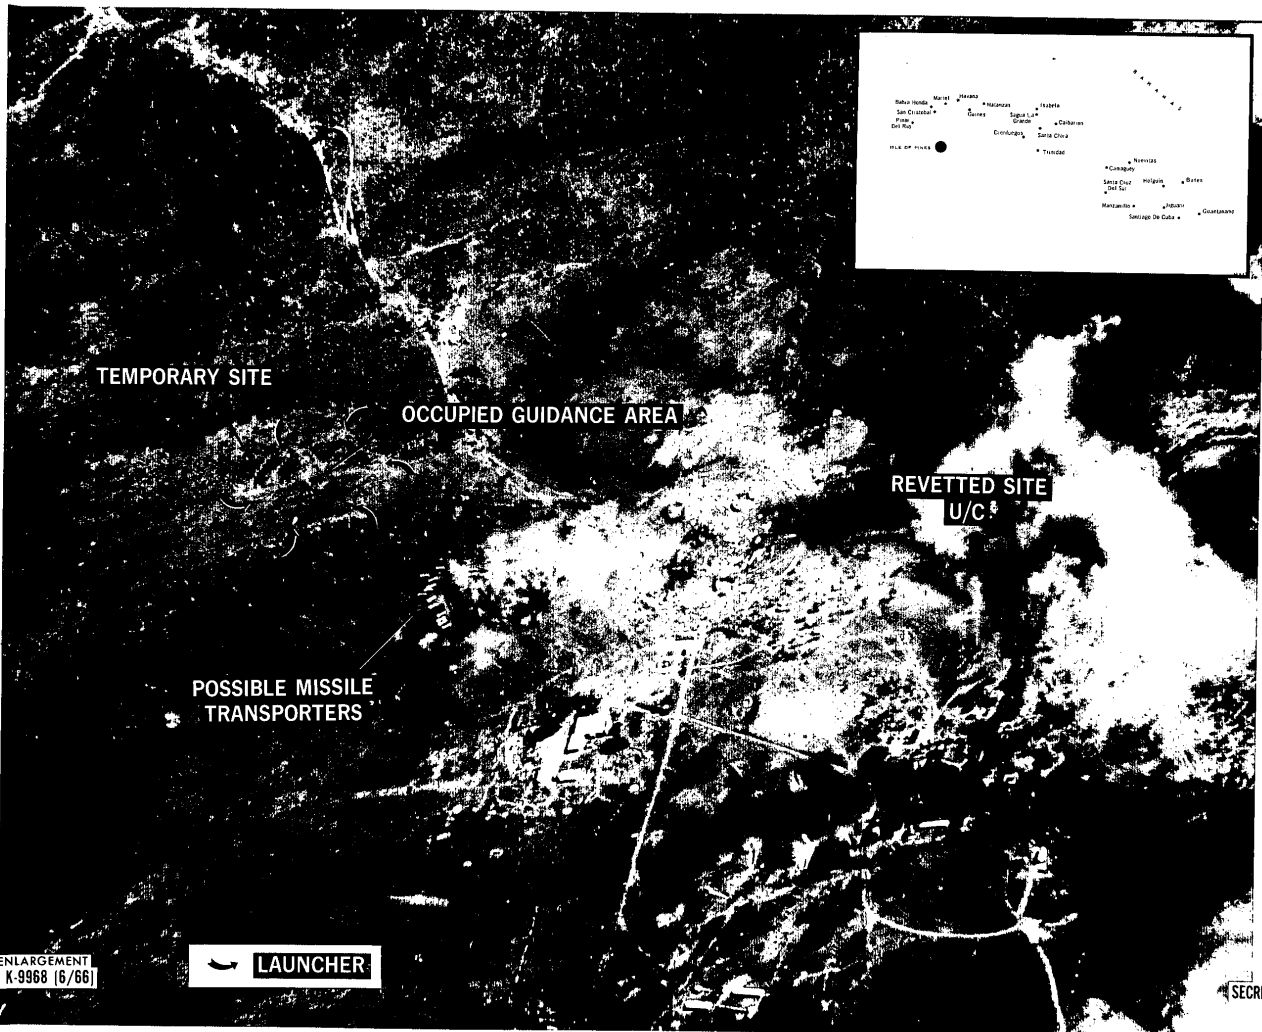 BAHAMAS
Mariel
Havana
Bahia Honda
Matanzas
Isabela
San Cristobal
Guines
Sagua La
Grande
Caibarien
Pinar
Del Rio
Cienfuegos
Santa Clara
ISLE OF PINES
Trinidad
Nuevitas
Camaguey
Santa Cruz
Del Sur
Holguin
Banes
Manzanillo
Jiguani
Santiago De Cuba
Guantanamo
TEMPORARY SITE
OCCUPIED GUIDANCE AREA
REVETTED SITE
U/C
POSSIBLE MISSILE
TRANSPORTERS
LAUNCHER
ENLARGEMENT
K-9968 (6/66)
SECR